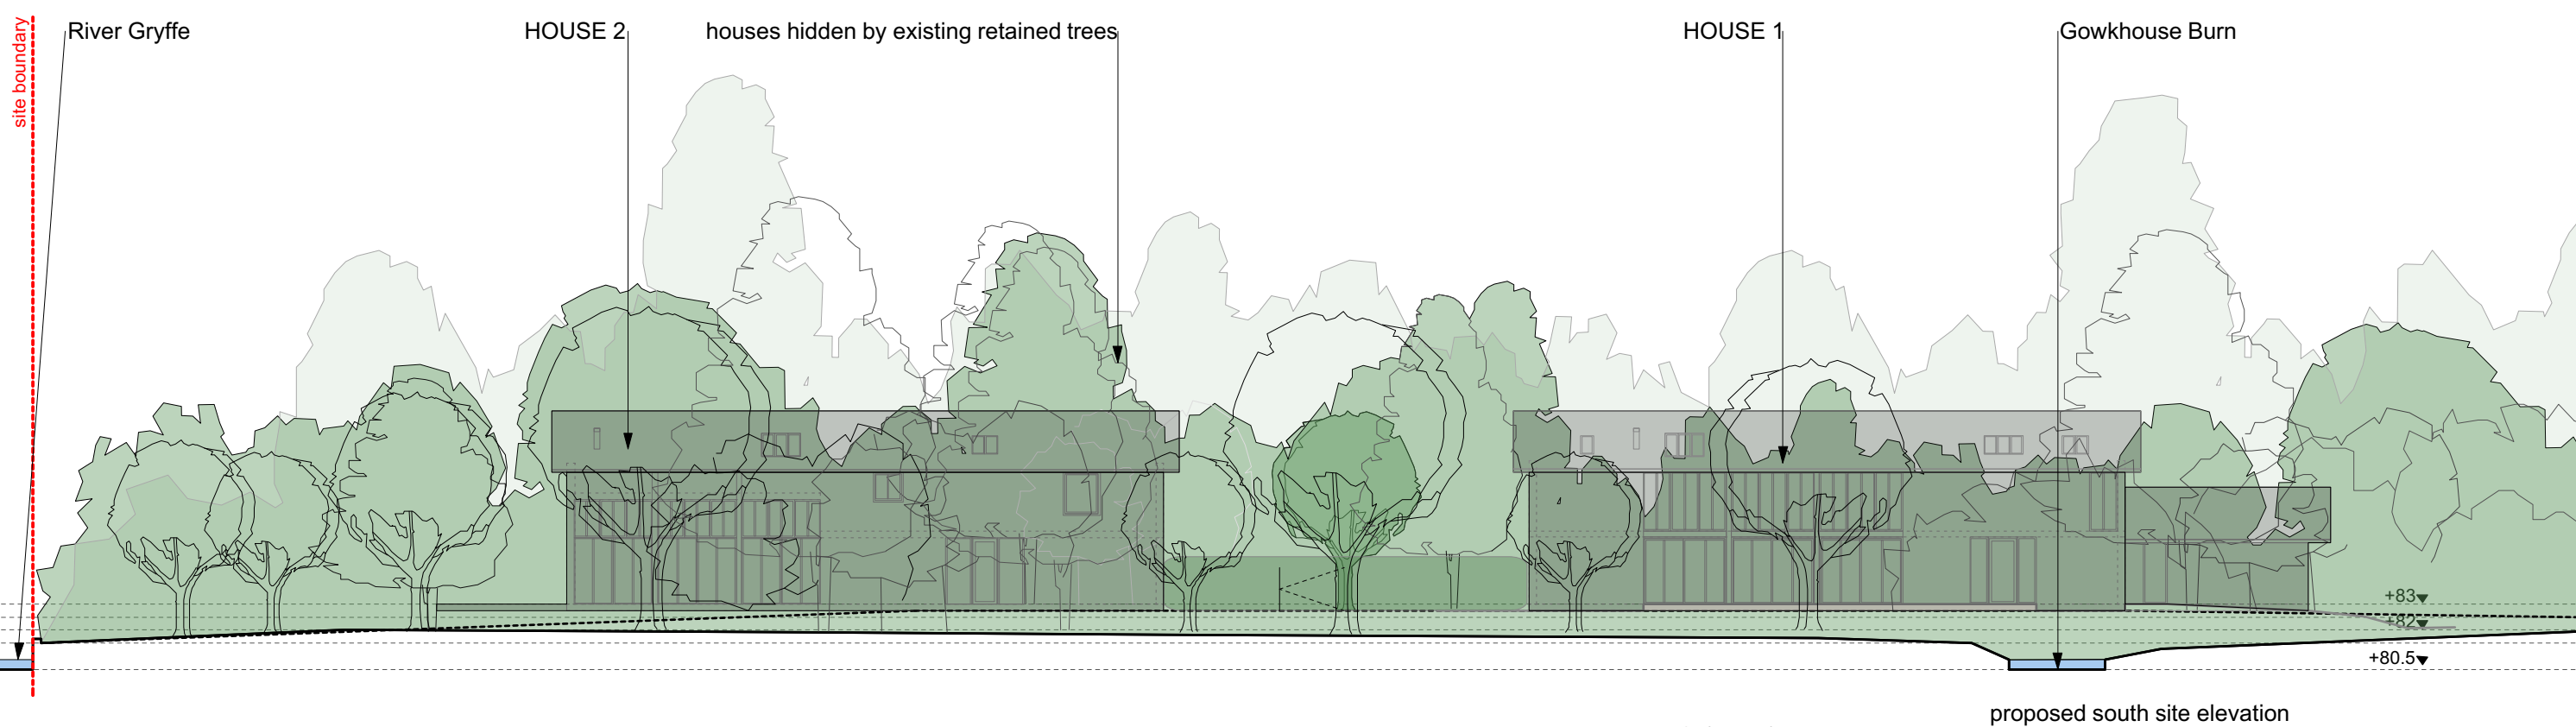 site boundary
River Gryffe
HOUSE 2
houses hidden by existing retained trees
HOUSE 1
Gowkhouse Burn
+83
+82
+80.5
proposed south site elevation